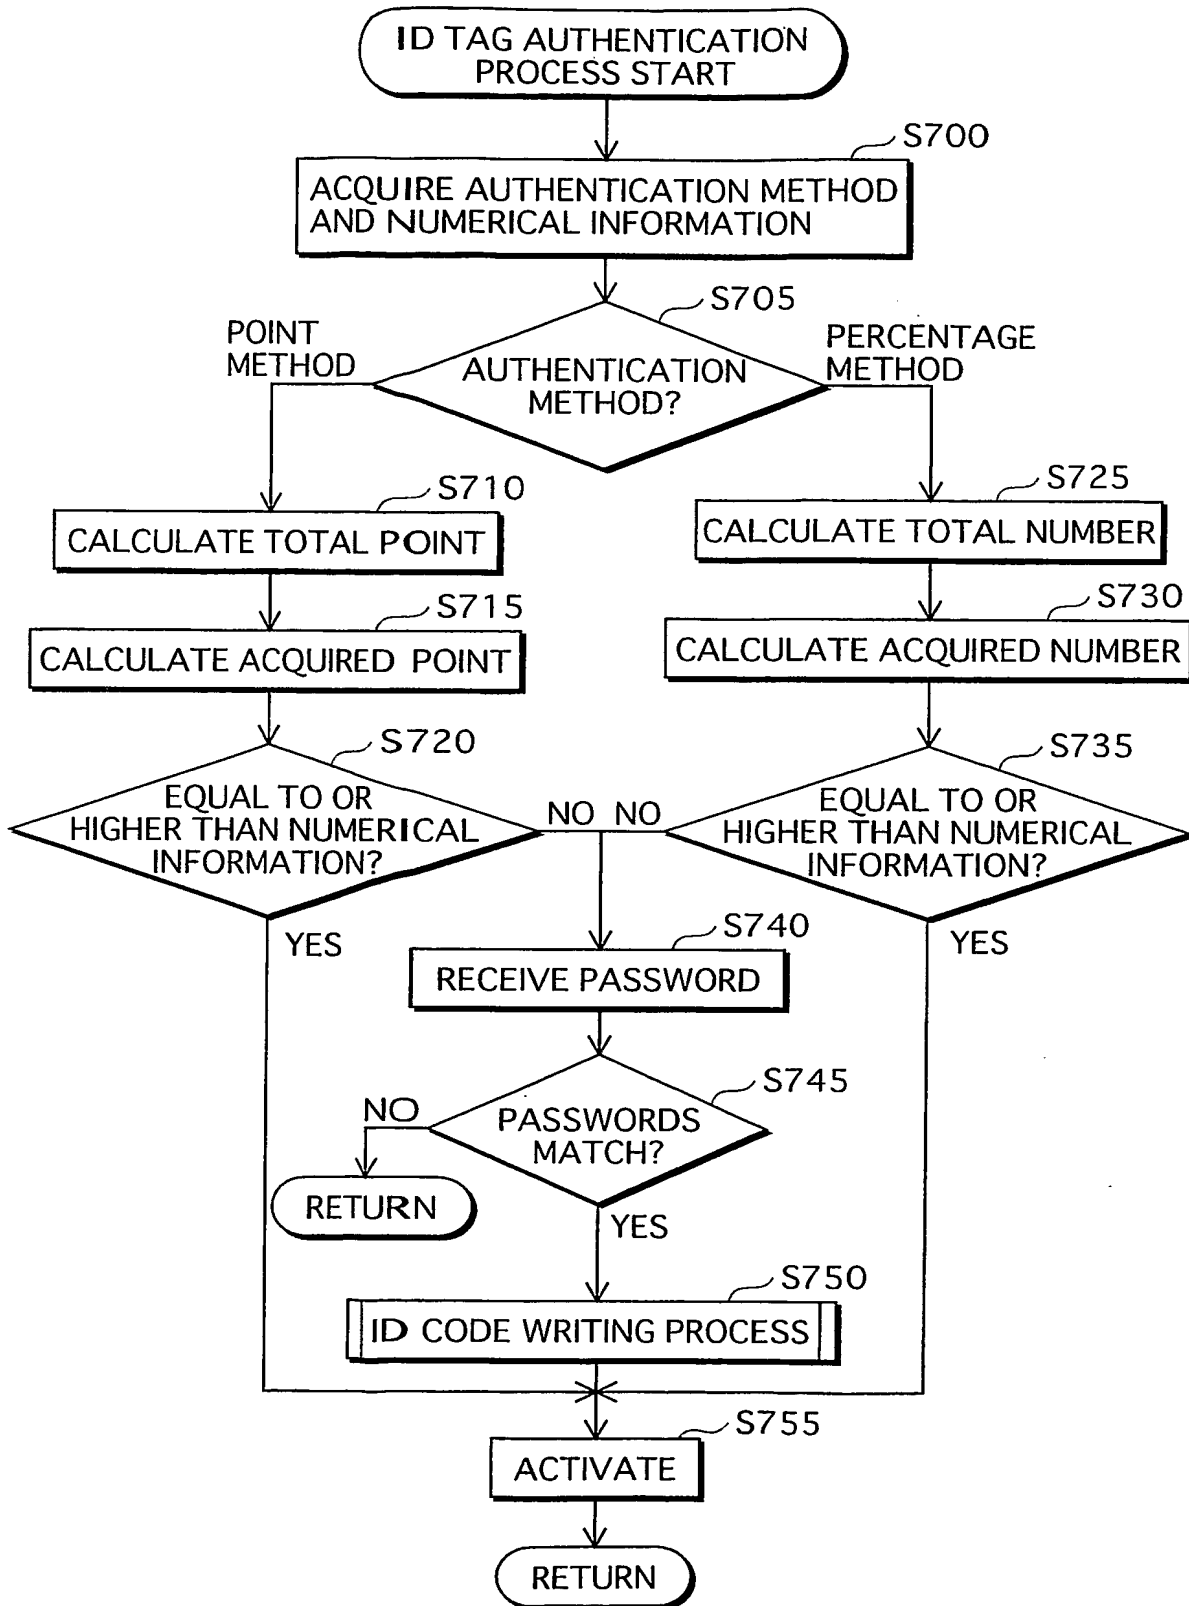 ID TAG AUTHENTICATION
PROCESS START
S700
ACQUIRE AUTHENTICATION METHOD
AND NUMERICAL INFORMATION
S705
POINT
METHOD
AUTHENTICATION
METHOD?
PERCENTAGE
METHOD
S710
CALCULATE TOTAL POINT
S725
CALCULATE TOTAL NUMBER
S715
CALCULATE ACQUIRED POINT
S730
CALCULATE ACQUIRED NUMBER
S720
EQUAL TO OR
HIGHER THAN NUMERICAL
INFORMATION?
NO NO
S735
EQUAL TO OR
HIGHER THAN NUMERICAL
INFORMATION?
YES
YES
S740
RECEIVE PASSWORD
S745
PASSWORDS
MATCH?
NO
RETURN
YES
S750
ID CODE WRITING PROCESS
S755
ACTIVATE
RETURN